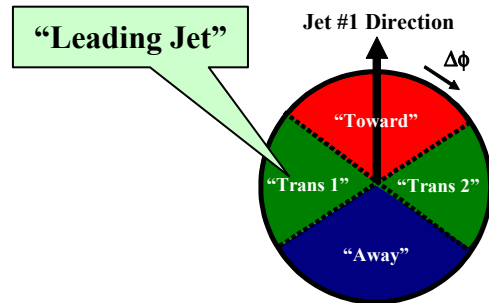 “Leading Jet”
Jet #1 Direction
Δϕ
“Toward”
“Trans 1”
“Trans 2”
“Away”